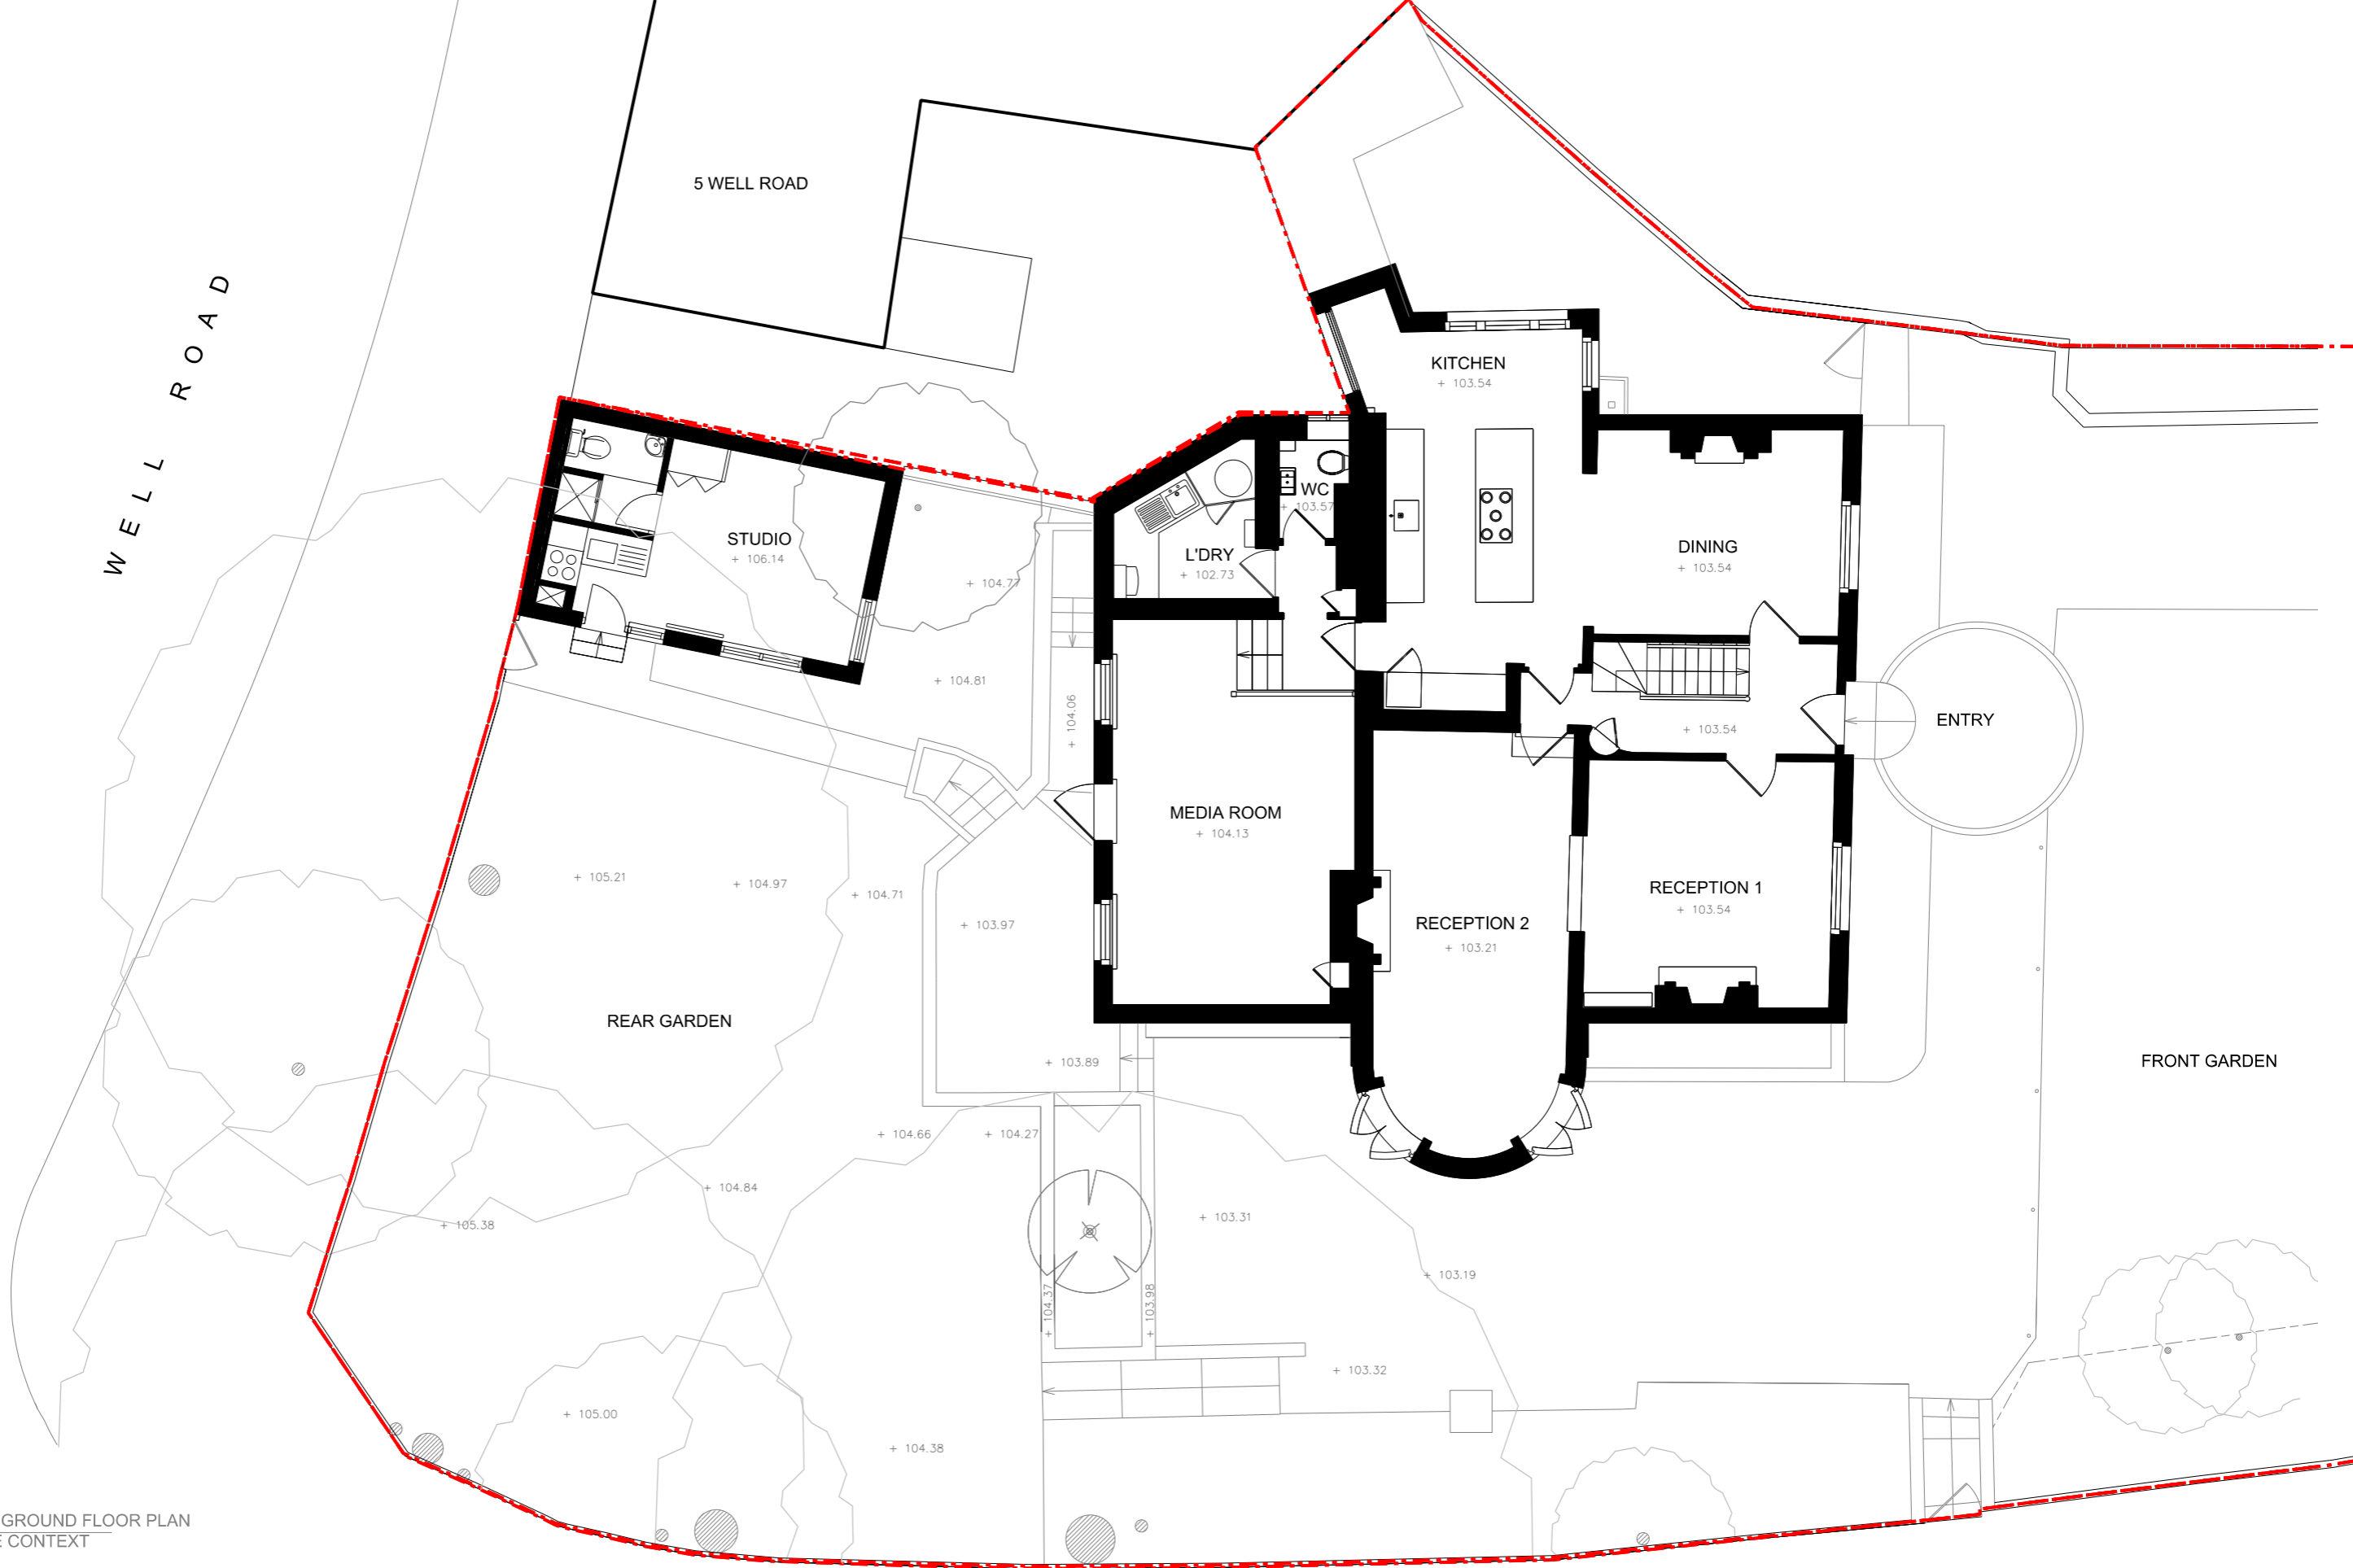 5 WELL ROAD
WELL ROAD
KITCHEN
+ 103.54
WC
+ 103.57
STUDIO
+ 106.14
L'DRY
+ 102.73
DINING
+ 103.54
+ 104.77
+ 104.81
+ 104.06
ENTRY
+ 103.54
MEDIA ROOM
+ 104.13
+ 105.21
+ 104.97
+ 104.71
RECEPTION 1
+ 103.54
+ 103.97
RECEPTION 2
+ 103.21
REAR GARDEN
+ 103.89
FRONT GARDEN
+ 104.66
+ 104.27
+ 104.84
+ 105.38
+ 103.31
+ 103.19
+ 104.37
+ 103.98
+ 103.32
+ 105.00
+ 104.38
GROUND FLOOR PLAN
E CONTEXT